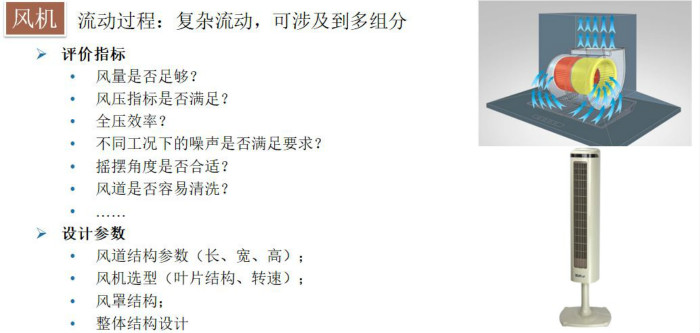 风机
流动过程：复杂流动，可涉及到多组分
评价指标
风量是否足够？
风压指标是否满足？
全压效率？
不同工况下的噪声是否满足要求？
摇摆角度是否合适？
风道是否容易清洗？
……
设计参数
风道结构参数（长、宽、高）；
风机选型（叶片结构、转速）；
风罩结构；
整体结构设计